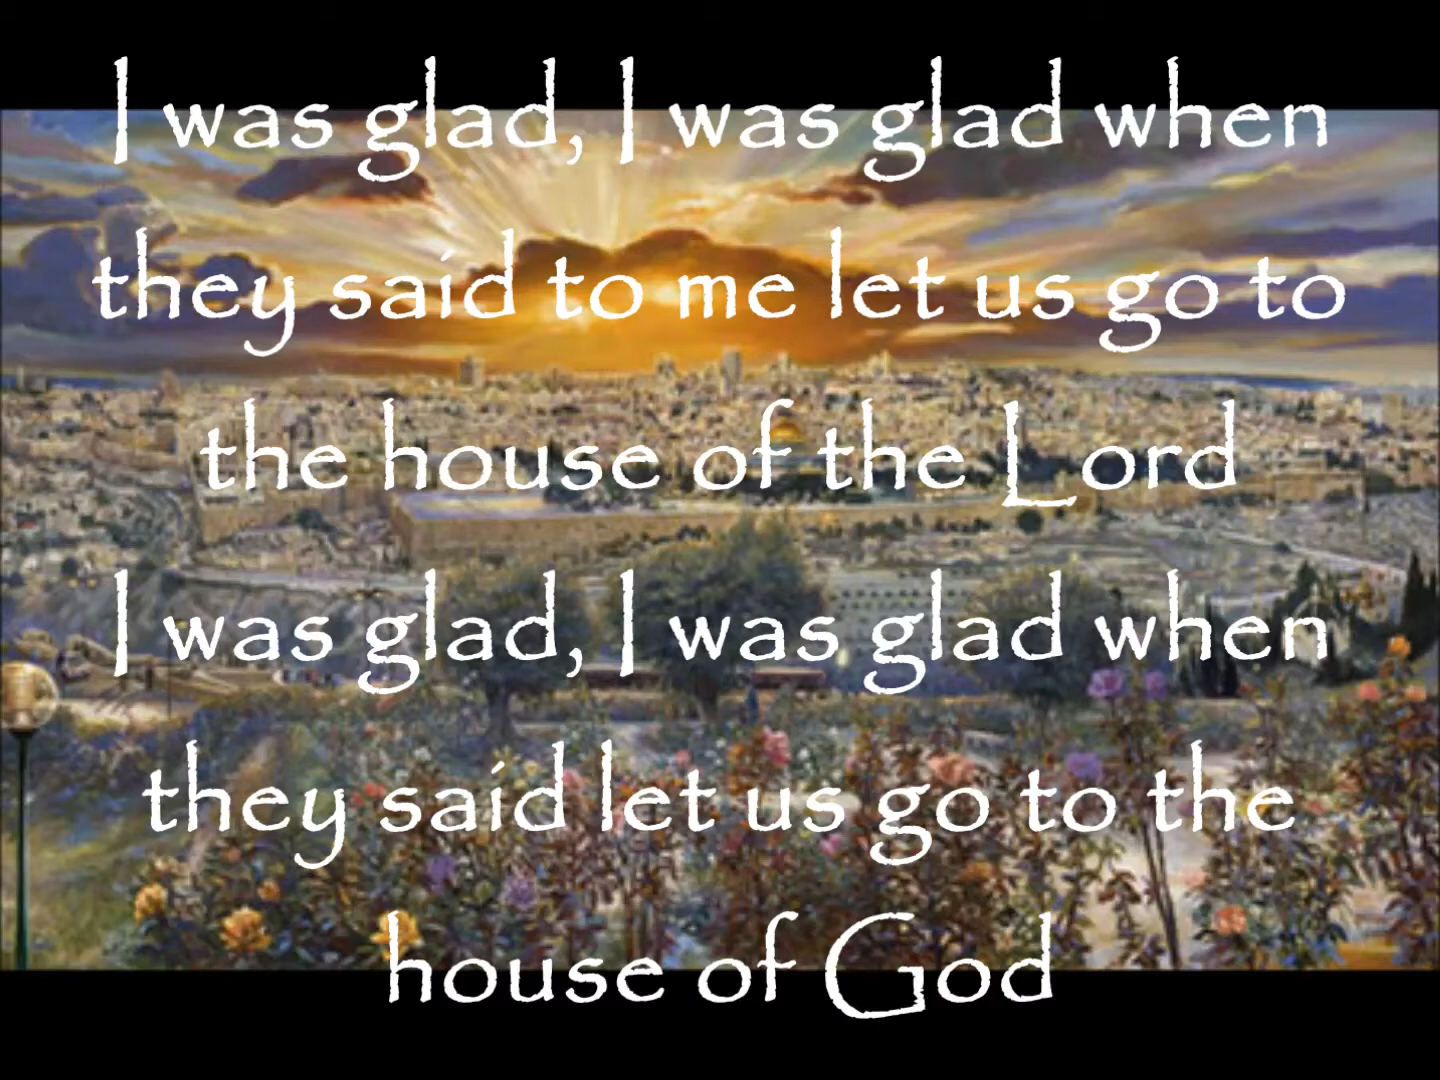 I was glad, I was glad when
they said to me let us go to
the house of the Lord
I was glad, I was glad when
they said let us go to the
house of God